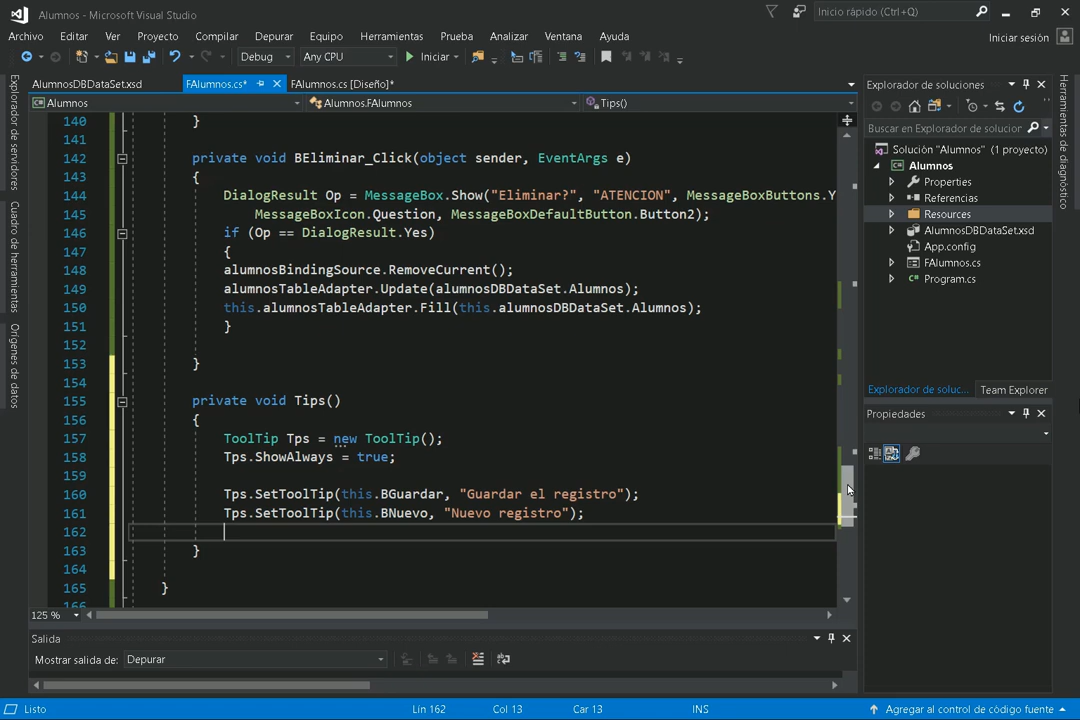 Alumnos - Microsoft Visual Studio
Inicio rápido (Ctrl+Q)
Archivo Editar Ver Proyecto Compilar Depurar Equipo Herramientas Prueba Analizar Ventana Ayuda
Iniciar sesión
Debug Any CPU Iniciar
AlumnosDBDataSet.xsd FAlumnos.cs* FAlumnos.cs [Diseño]*
Alumnos Alumnos.FAlumnos Tips()
Explorador de servidores
Cuadro de herramientas
Orígenes de datos
140 }
141
142 private void BEliminar_Click(object sender, EventArgs e)
143 {
144 DialogResult Op = MessageBox.Show("Eliminar?", "ATENCION", MessageBoxButtons.Y
145 MessageBoxIcon.Question, MessageBoxDefaultButton.Button2);
146 if (Op == DialogResult.Yes)
147 {
148 alumnosBindingSource.RemoveCurrent();
149 alumnosTableAdapter.Update(alumnosDBDataSet.Alumnos);
150 this.alumnosTableAdapter.Fill(this.alumnosDBDataSet.Alumnos);
151 }
152
153 }
154
155 private void Tips()
156 {
157 ToolTip Tps = new ToolTip();
158 Tps.ShowAlways = true;
159
160 Tps.SetToolTip(this.BGuardar, "Guardar el registro");
161 Tps.SetToolTip(this.BNuevo, "Nuevo registro");
162
163 }
164
165 }
166
125 %
Salida
Mostrar salida de: Depurar
Explorador de soluciones
Buscar en Explorador de solucion
Solución "Alumnos" (1 proyecto)
Alumnos
Properties
Referencias
Resources
AlumnosDBDataSet.xsd
App.config
FAlumnos.cs
Program.cs
Explorador de soluc... Team Explorer
Propiedades
Herramientas de diagnóstico
Listo Lín 162 Col 13 Car 13 INS Agregar al control de código fuente